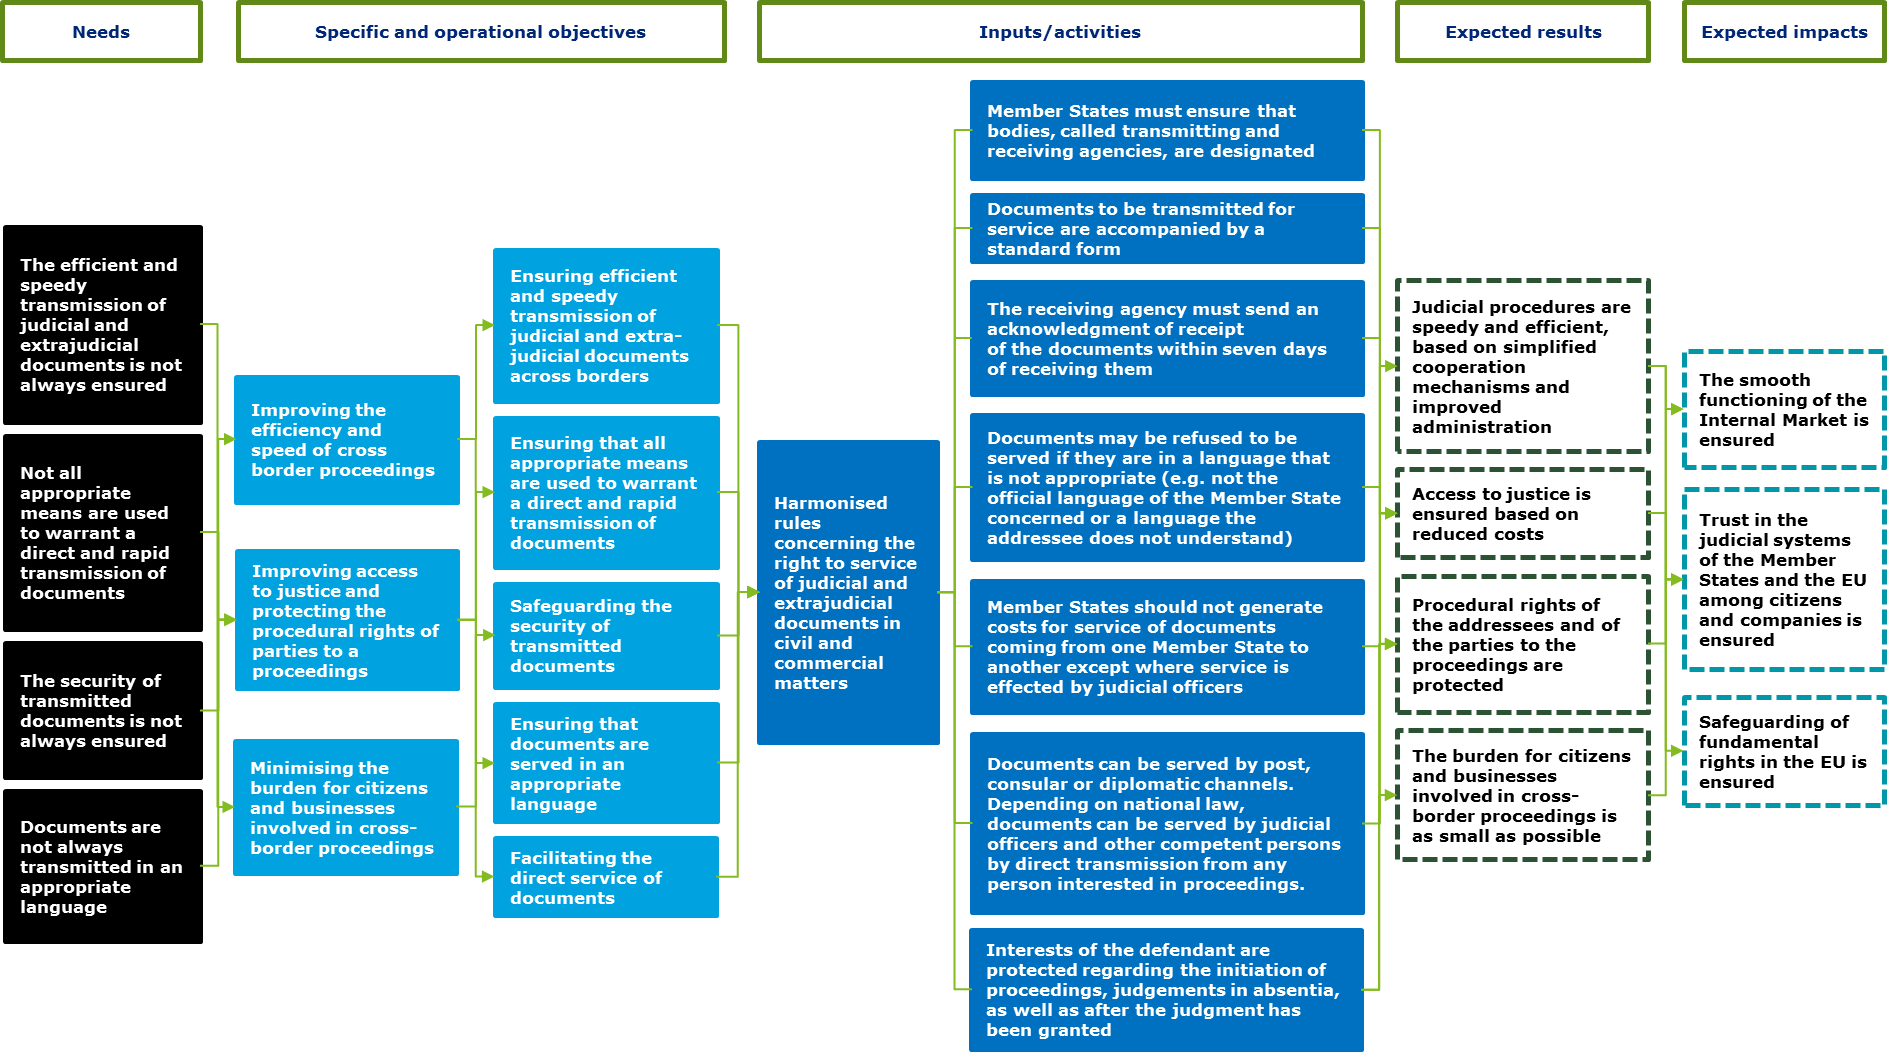 Needs
Specific and operational objectives
Inputs/activities
Expected results
Expected impacts
The efficient and
speedy
transmission of
judicial and
extrajudicial
documents is not
always ensured
Not all
appropriate
means are used
to warrant a
direct and rapid
transmission of
documents
The security of
transmitted
documents is not
always ensured
Documents are
not always
transmitted in an
appropriate
language
Improving the
efficiency and
speed of cross
border proceedings
Improving access
to justice and
protecting the
procedural rights of
parties to a
proceedings
Minimising the
burden for citizens
and businesses
involved in cross-
border proceedings
Ensuring efficient
and speedy
transmission of
judicial and extra-
judicial documents
across borders
Ensuring that all
appropriate means
are used to warrant
a direct and rapid
transmission of
documents
Safeguarding the
security of
transmitted
documents
Ensuring that
documents are
served in an
appropriate
language
Facilitating the
direct service of
documents
Harmonised
rules
concerning the
right to service
of judicial and
extrajudicial
documents in
civil and
commercial
matters
Member States must ensure that
bodies, called transmitting and
receiving agencies, are designated
Documents to be transmitted for
service are accompanied by a
standard form
The receiving agency must send an
acknowledgment of receipt
of the documents within seven days
of receiving them
Documents may be refused to be
served if they are in a language that
is not appropriate (e.g. not the
official language of the Member State
concerned or a language the
addressee does not understand)
Member States should not generate
costs for service of documents
coming from one Member State to
another except where service is
effected by judicial officers
Documents can be served by post,
consular or diplomatic channels.
Depending on national law,
documents can be served by judicial
officers and other competent persons
by direct transmission from any
person interested in proceedings.
Interests of the defendant are
protected regarding the initiation of
proceedings, judgements in absentia,
as well as after the judgment has
been granted
Judicial procedures are
speedy and efficient,
based on simplified
cooperation
mechanisms and
improved
administration
Access to justice is
ensured based on
reduced costs
Procedural rights of
the addressees and of
the parties to the
proceedings are
protected
The burden for citizens
and businesses
involved in cross-
border proceedings is
as small as possible
The smooth
functioning of the
Internal Market is
ensured
Trust in the
judicial systems
of the Member
States and the EU
among citizens
and companies is
ensured
Safeguarding of
fundamental
rights in the EU is
ensured